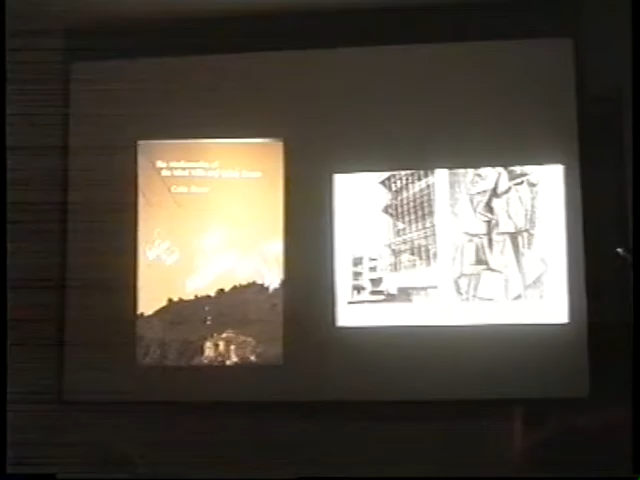 The Mathematics of
the Ideal Villa and Other Essays
Colin Rowe